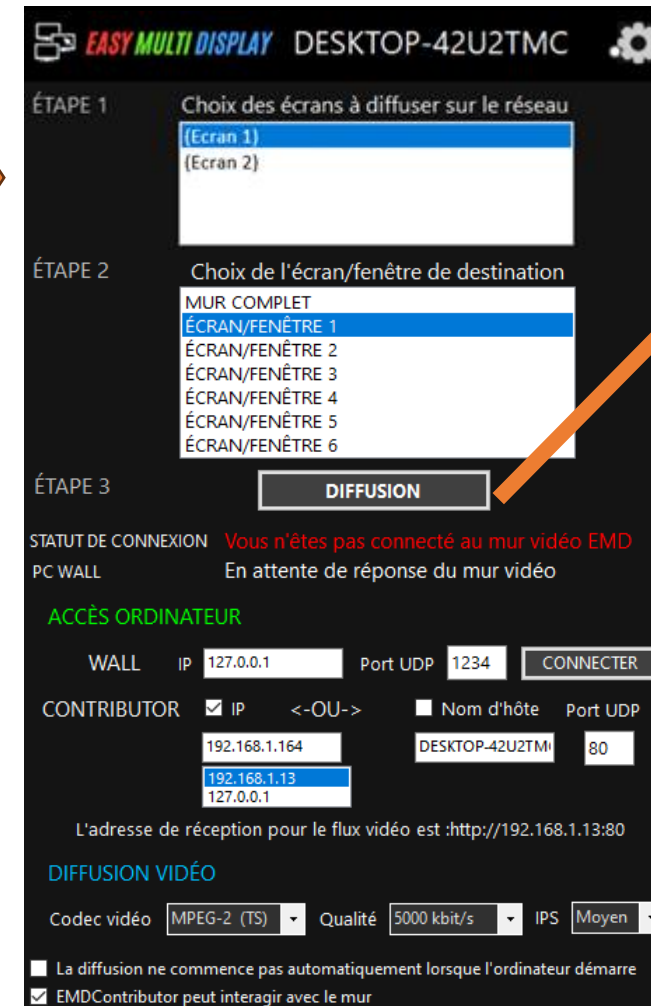 EASY MULTI DISPLAY DESKTOP-42U2TMC
ÉTAPE 1 Choix des écrans à diffuser sur le réseau
(Ecran 1)
(Ecran 2)
ÉTAPE 2 Choix de l'écran/fenêtre de destination
MUR COMPLET
ÉCRAN/FENÊTRE 1
ÉCRAN/FENÊTRE 2
ÉCRAN/FENÊTRE 3
ÉCRAN/FENÊTRE 4
ÉCRAN/FENÊTRE 5
ÉCRAN/FENÊTRE 6
ÉTAPE 3 DIFFUSION
STATUT DE CONNEXION Vous n'êtes pas connecté au mur vidéo EMD
PC WALL En attente de réponse du mur vidéo
ACCÈS ORDINATEUR
WALL IP 127.0.0.1 Port UDP 1234 CONNECTER
CONTRIBUTOR IP <-OU-> Nom d'hôte Port UDP
192.168.1.164 DESKTOP-42U2TM 80
192.168.1.13
127.0.0.1
L'adresse de réception pour le flux vidéo est :http://192.168.1.13:80
DIFFUSION VIDÉO
Codec vidéo MPEG-2 (TS) Qualité 5000 kbit/s IPS Moyen
La diffusion ne commence pas automatiquement lorsque l'ordinateur démarre
EMDContributor peut interagir avec le mur